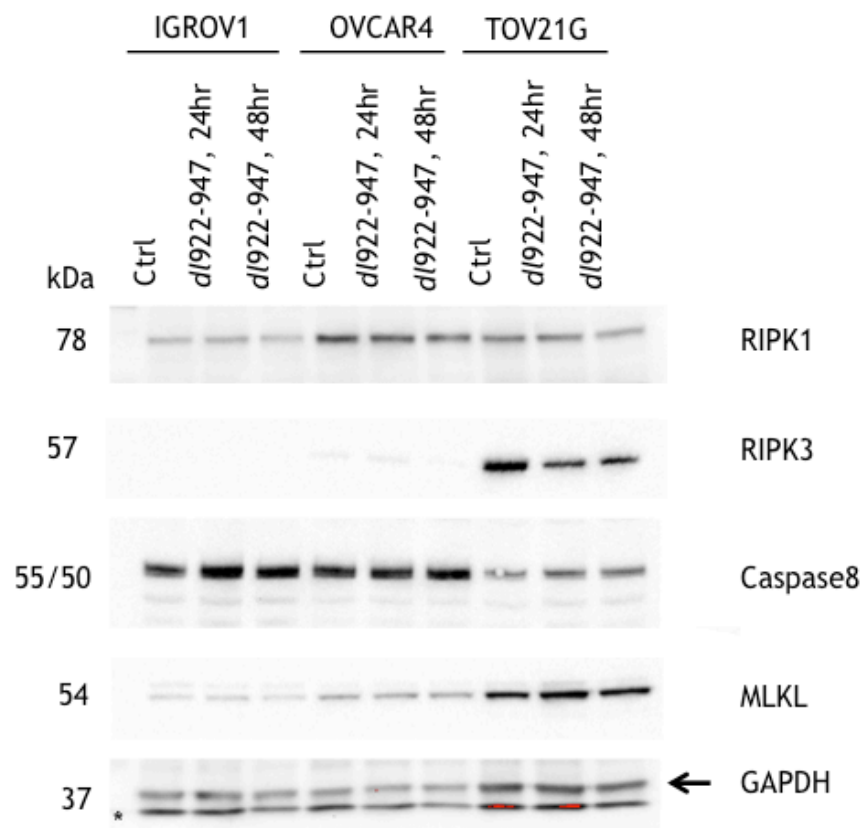 IGROV1 OVCAR4 TOV21G
Ctrl dl922-947, 24hr dl922-947, 48hr Ctrl dl922-947, 24hr dl922-947, 48hr Ctrl dl922-947, 24hr dl922-947, 48hr
kDa
78 RIPK1
57 RIPK3
55/50 Caspase8
54 MLKL
37 * GAPDH